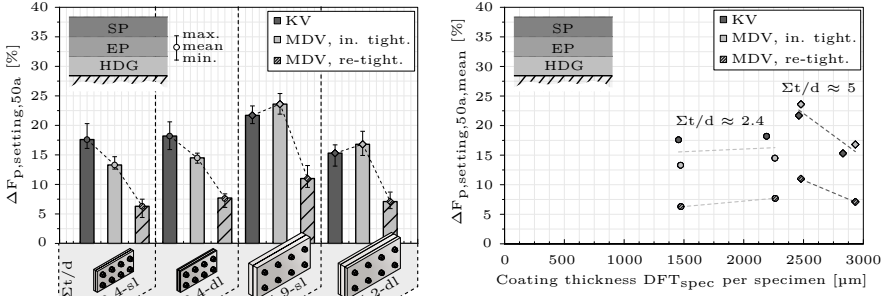 ΔFp,setting,50a [%]
40
35
30
25
20
15
10
5
0
SP
EP
HDG
max.
mean
min.
KV
MDV, in. tight.
MDV, re-tight.
Σt/d
4-sl
4-dl
9-sl
2-dl
ΔFp,setting,50a,mean [%]
40
35
30
25
20
15
10
5
0
SP
EP
HDG
KV
MDV, in. tight.
MDV, re-tight.
Σt/d ≈ 5
Σt/d ≈ 2.4
0 500 1000 1500 2000 2500 3000
Coating thickness DFTspec per specimen [µm]